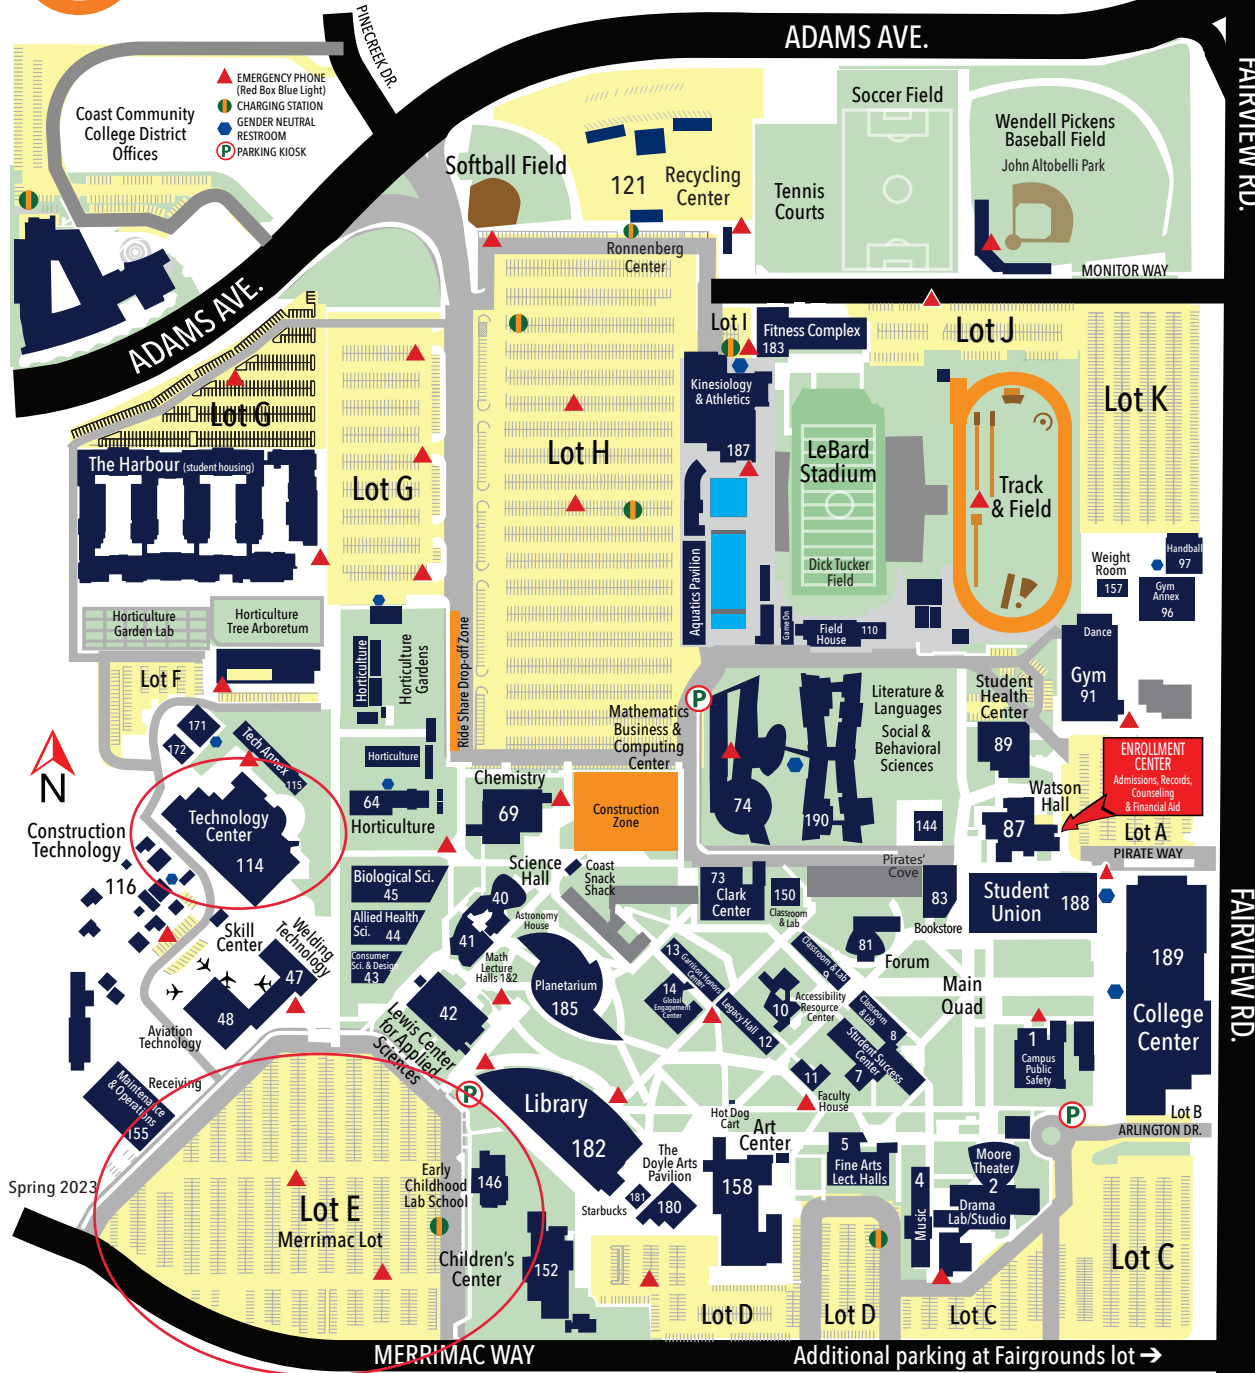 ADAMS AVE.
PINECREEK DR.
FAIRVIEW RD.
EMERGENCY PHONE
(Red Box Blue Light)
CHARGING STATION
GENDER NEUTRAL
RESTROOM
P PARKING KIOSK
Coast Community
College District
Offices
Softball Field
121
Recycling
Center
Soccer Field
Tennis
Courts
Wendell Pickens
Baseball Field
John Altobelli Park
Ronnenberg
Center
MONITOR WAY
ADAMS AVE.
Lot I
Fitness Complex
183
Lot J
Lot K
Kinesiology
& Athletics
187
LeBard
Stadium
Dick Tucker
Field
Track
& Field
Lot G
The Harbour (student housing)
Lot G
Lot H
Aquatics Pavilion
Game On
Field
House
110
Weight
Room
157
Handball
97
Gym
Annex
96
Dance
Gym
91
Horticulture
Garden Lab
Horticulture
Tree Arboretum
Horticulture
Horticulture
Gardens
Ride Share Drop-off Zone
Lot F
P
Mathematics
Business &
Computing
Center
74
190
Literature &
Languages
Social &
Behavioral
Sciences
Student
Health
Center
89
ENROLLMENT
CENTER
Admissions, Records,
Counseling
& Financial Aid
Watson
Hall
87
Lot A
PIRATE WAY
171
172
Tech Annex
115
N
Horticulture
64
Horticulture
Chemistry
69
Construction
Zone
144
Technology
Center
114
Construction
Technology
116
Pirates'
Cove
Science
Hall
Coast
Snack
Shack
73
Clark
Center
150
Classroom
& Lab
83
Bookstore
Student
Union
188
Biological Sci.
45
Allied Health
Sci.
44
Consumer
Sci. & Design
43
40
Astronomy
House
41
Math
Lecture
Halls 1&2
Planetarium
185
Skill
Center
Welding
Technology
47
48
Aviation
Technology
42
Lewis Center
for Applied
Sciences
13
Garrison Honors
Center
14
Global
Engagement
Center
Legacy Hall
12
10
Accessibility
Resource
Center
Classroom & Lab
9
81
Forum
Classroom
& Lab
8
Student Success
Center
7
11
Faculty
House
Main
Quad
1
Campus
Public
Safety
189
College
Center
FAIRVIEW RD.
Receiving
Maintenance
& Operations
155
P
Library
182
Hot Dog
Cart
Art
Center
158
The
Doyle Arts
Pavilion
180
181
Starbucks
5
Fine Arts
Lect. Halls
4
Music
Moore
Theater
2
Drama
Lab/Studio
P
Lot B
ARLINGTON DR.
Spring 2023
Lot E
Merrimac Lot
Early
Childhood
Lab School
146
Children's
Center
152
Lot D
Lot D
Lot C
Lot C
MERRIMAC WAY
Additional parking at Fairgrounds lot →